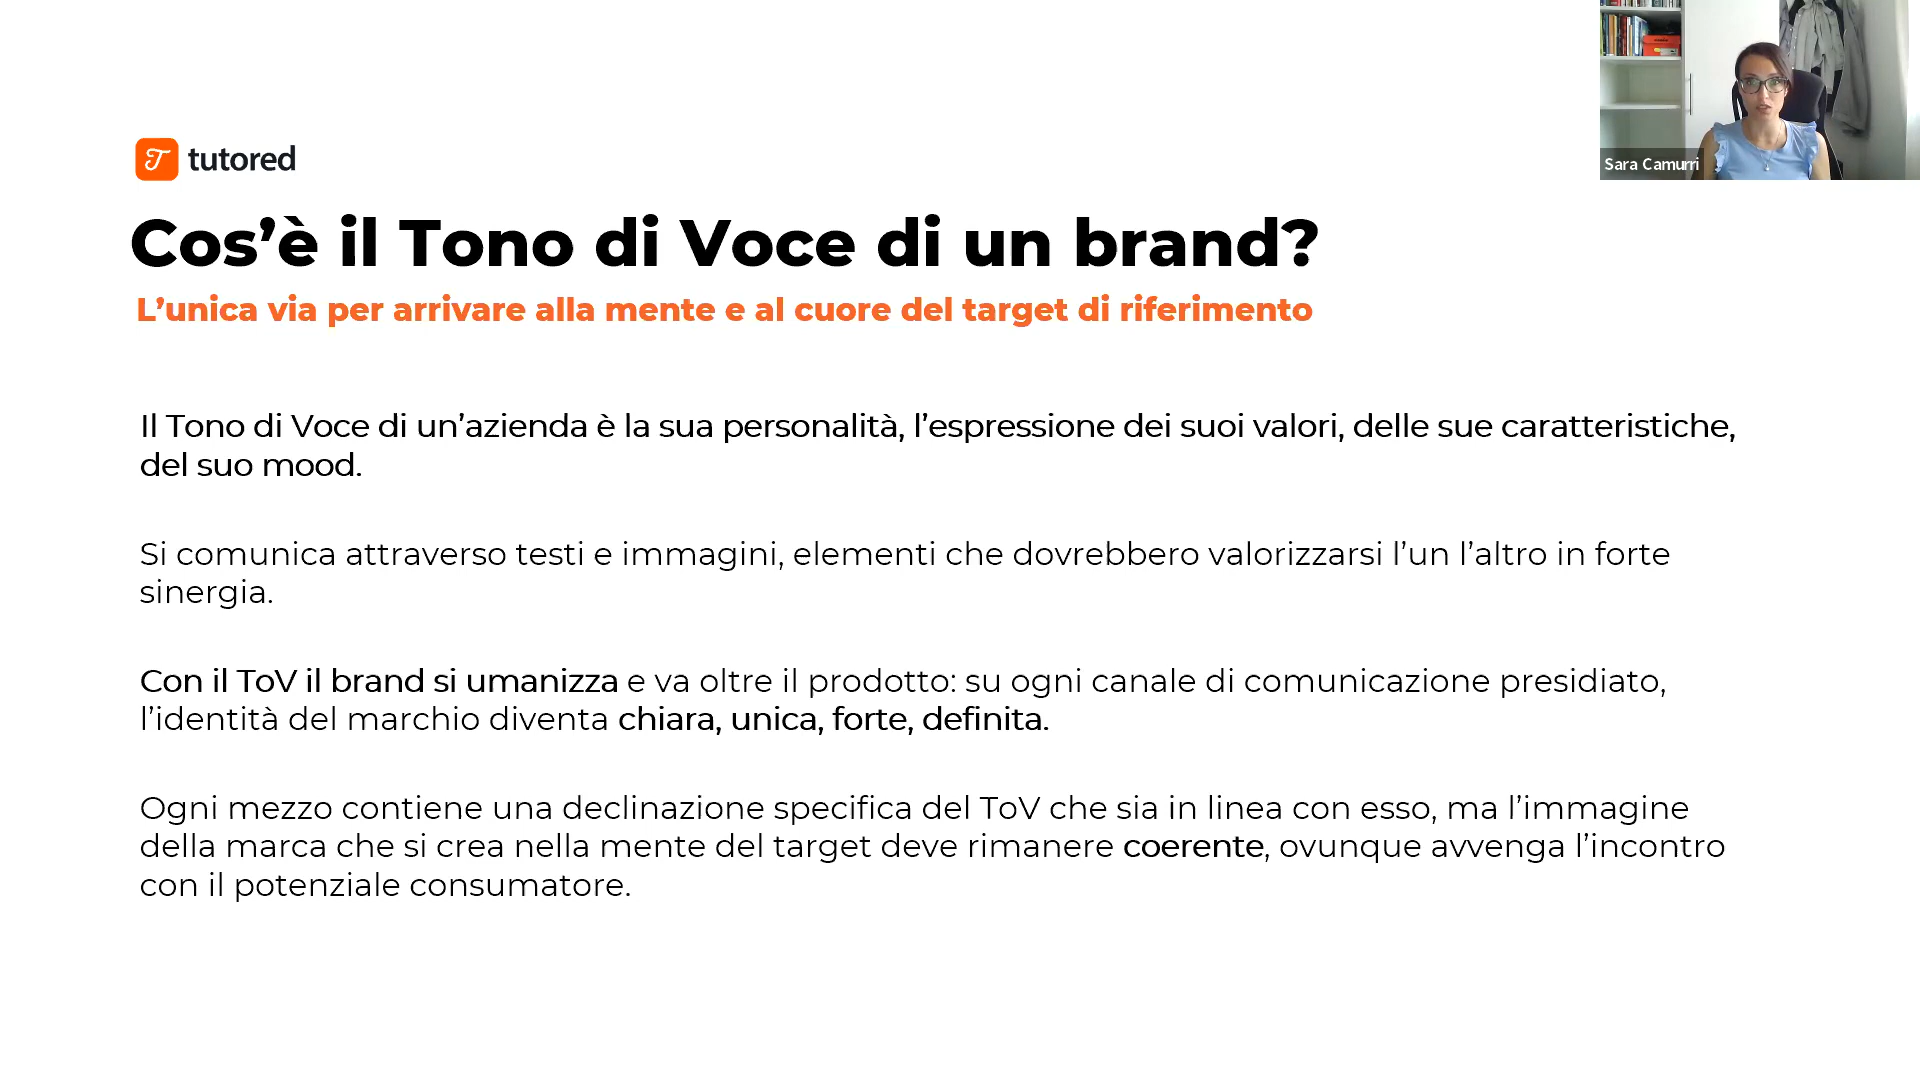 tutored
Sara Camurri
Cos’è il Tono di Voce di un brand?
L’unica via per arrivare alla mente e al cuore del target di riferimento
Il Tono di Voce di un’azienda è la sua personalità, l’espressione dei suoi valori, delle sue caratteristiche,
del suo mood.
Si comunica attraverso testi e immagini, elementi che dovrebbero valorizzarsi l’un l’altro in forte
sinergia.
Con il ToV il brand si umanizza e va oltre il prodotto: su ogni canale di comunicazione presidiato,
l’identità del marchio diventa chiara, unica, forte, definita.
Ogni mezzo contiene una declinazione specifica del ToV che sia in linea con esso, ma l’immagine
della marca che si crea nella mente del target deve rimanere coerente, ovunque avvenga l’incontro
con il potenziale consumatore.